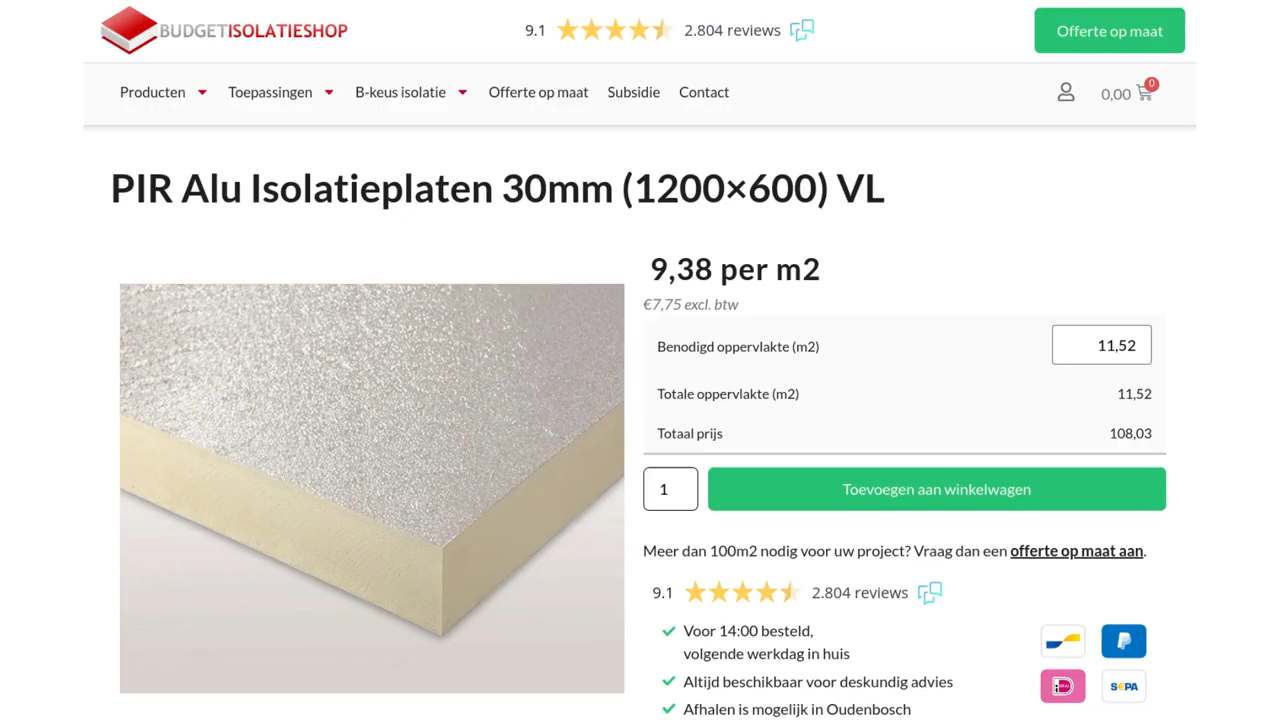 BUDGETISOLATIESHOP
9.1 2.804 reviews
Offerte op maat
Producten Toepassingen B-keus isolatie Offerte op maat Subsidie Contact
0,00 0
PIR Alu Isolatieplaten 30mm (1200×600) VL
9,38 per m2
€7,75 excl. btw
Benodigd oppervlakte (m2) 11,52
Totale oppervlakte (m2) 11,52
Totaal prijs 108,03
1 Toevoegen aan winkelwagen
Meer dan 100m2 nodig voor uw project? Vraag dan een offerte op maat aan.
9.1 2.804 reviews
Voor 14:00 besteld,
volgende werkdag in huis
Altijd beschikbaar voor deskundig advies
SEPA
Afhalen is mogelijk in Oudenbosch